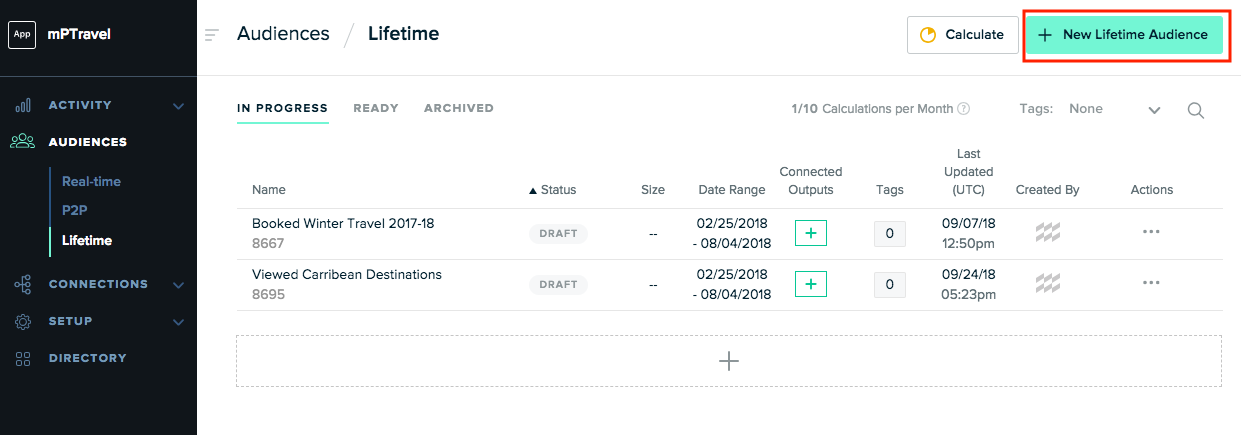 App mPTravel
Audiences / Lifetime
Calculate
+ New Lifetime Audience
ACTIVITY
AUDIENCES
Real-time
P2P
Lifetime
CONNECTIONS
SETUP
DIRECTORY
IN PROGRESS READY ARCHIVED
1/10 Calculations per Month ?
Tags: None
Name
▲ Status
Size
Date Range
Connected
Outputs
Tags
Last
Updated
(UTC)
Created By
Actions
Booked Winter Travel 2017-18
8667
DRAFT
--
02/25/2018
- 08/04/2018
+
0
09/07/18
12:50pm
...
Viewed Carribean Destinations
8695
DRAFT
--
02/25/2018
- 08/04/2018
+
0
09/24/18
05:23pm
...
+